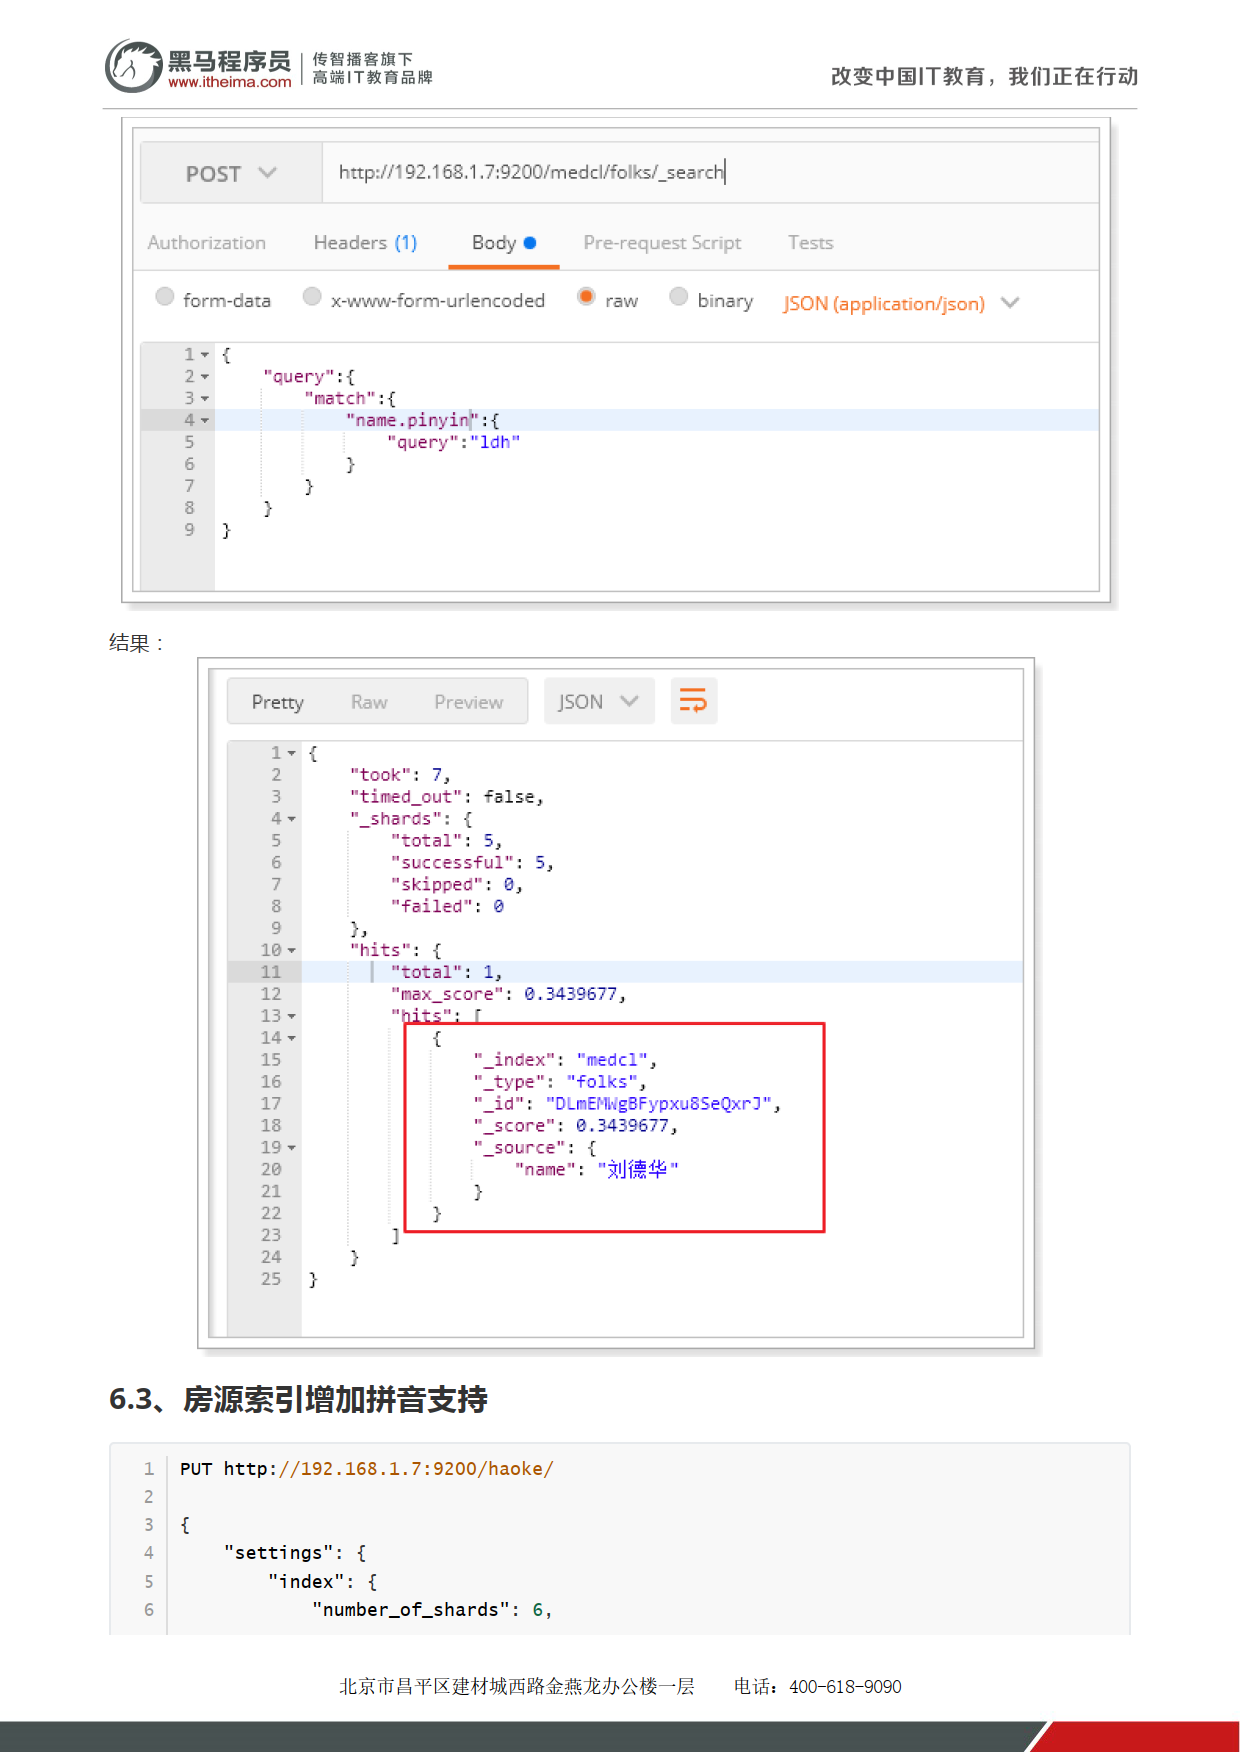 黑马程序员
www.itheima.com
传智播客旗下
高端IT教育品牌
改变中国IT教育，我们正在行动
POST
http://192.168.1.7:9200/medcl/folks/_search
Authorization Headers (1) Body Pre-request Script Tests
form-data x-www-form-urlencoded raw binary JSON (application/json)
1 {
2 "query":{
3 "match":{
4 "name.pinyin":{
5 "query":"ldh"
6 }
7 }
8 }
9 }
结果：
Pretty Raw Preview JSON
1 {
2 "took": 7,
3 "timed_out": false,
4 "_shards": {
5 "total": 5,
6 "successful": 5,
7 "skipped": 0,
8 "failed": 0
9 },
10 "hits": {
11 "total": 1,
12 "max_score": 0.3439677,
13 "hits": [
14 {
15 "_index": "medcl",
16 "_type": "folks",
17 "_id": "DLmEMWgBFypxu8SeQxrJ",
18 "_score": 0.3439677,
19 "_source": {
20 "name": "刘德华"
21 }
22 }
23 ]
24 }
25 }
6.3、房源索引增加拼音支持
1 PUT http://192.168.1.7:9200/haoke/
2
3 {
4 "settings": {
5 "index": {
6 "number_of_shards": 6,
北京市昌平区建材城西路金燕龙办公楼一层 电话：400-618-9090